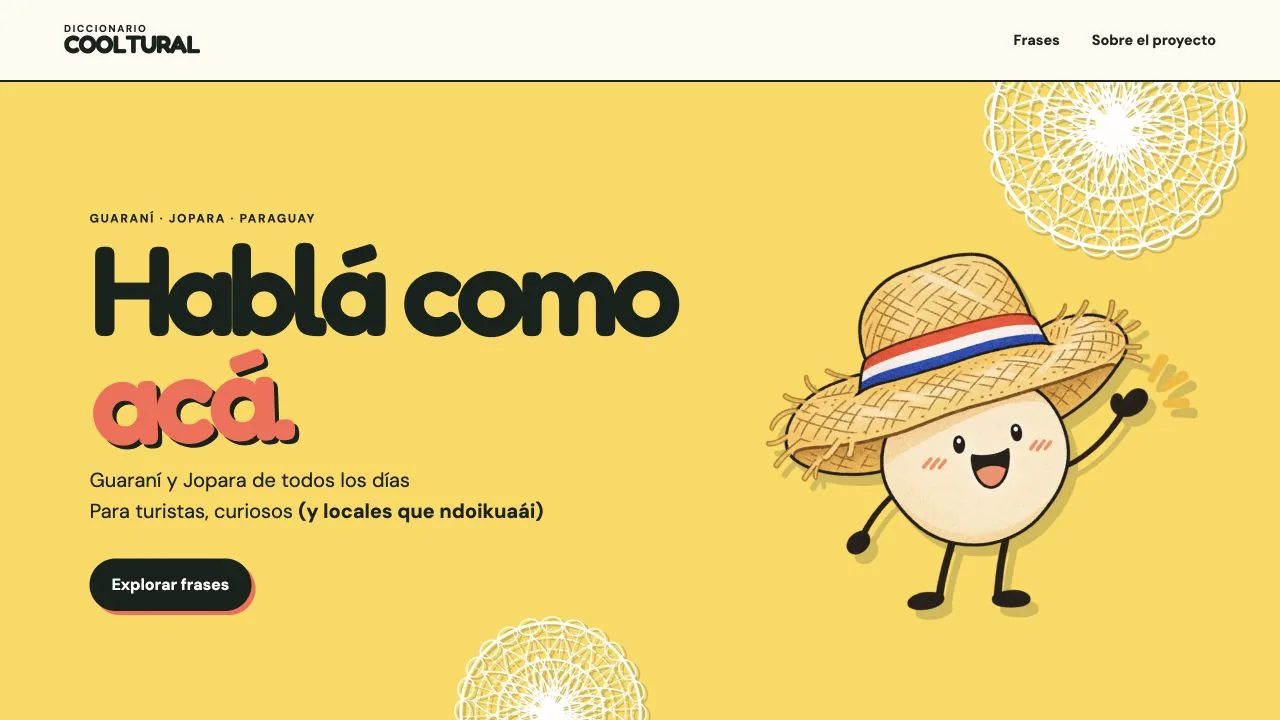 DICCIONARIO
COOLTURAL
Frases
Sobre el proyecto
GUARANÍ · JOPARA · PARAGUAY
Hablá como
acá.
Guaraní y Jopara de todos los días
Para turistas, curiosos (y locales que ndoikuaái)
Explorar frases